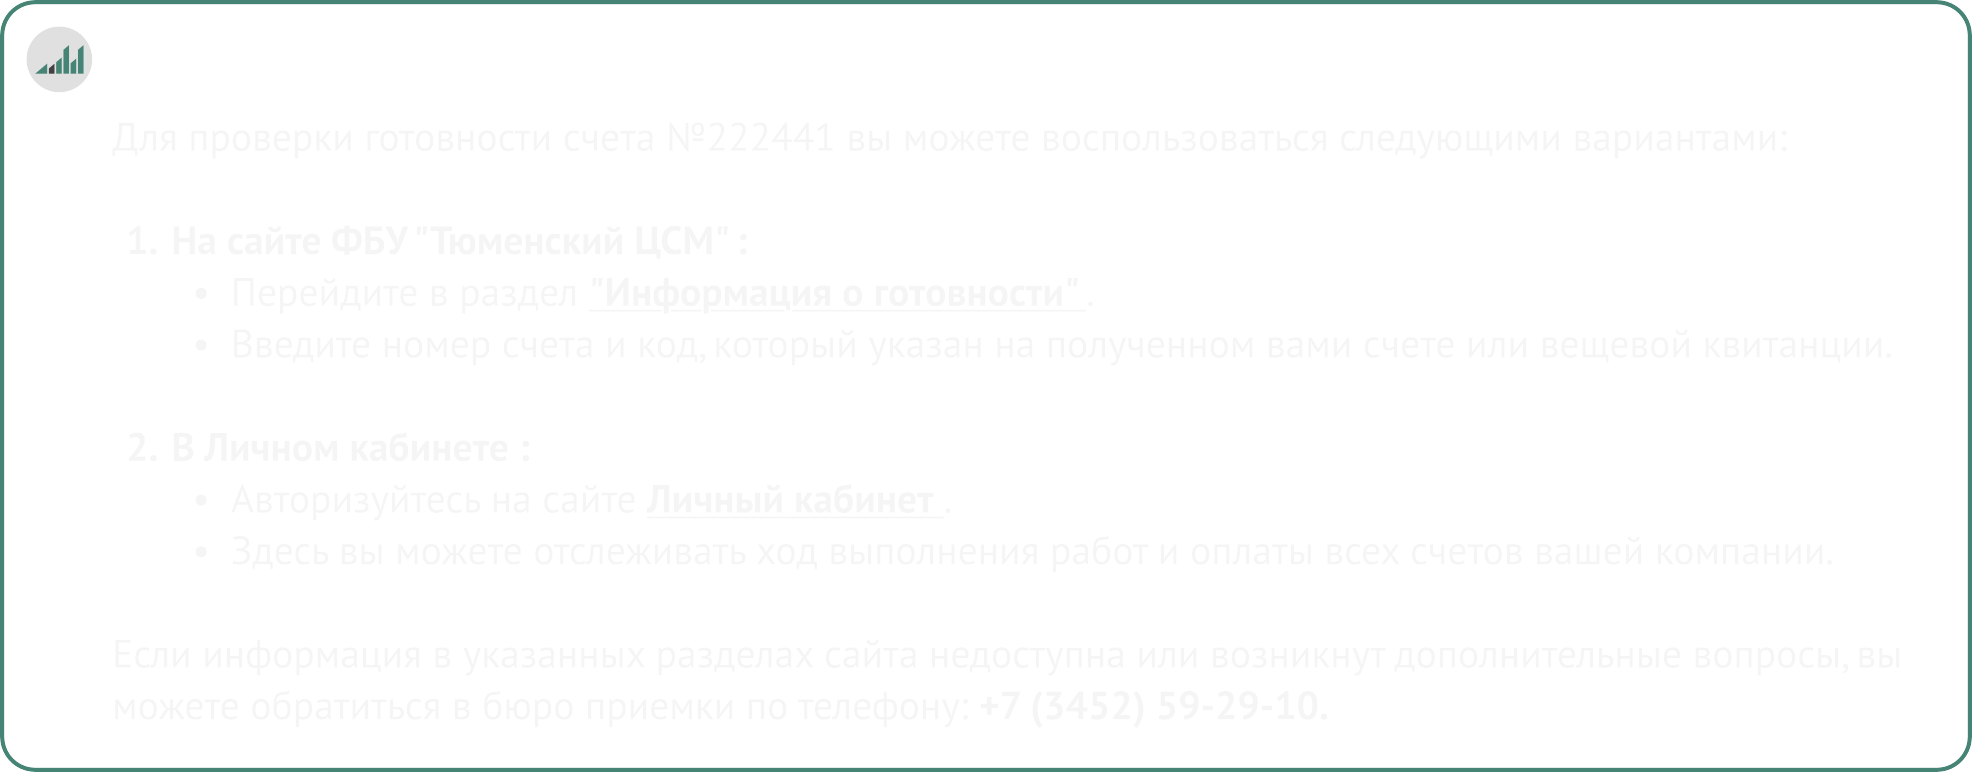 Для проверки готовности счета №222441 вы можете воспользоваться следующими вариантами:
1. На сайте ФБУ "Тюменский ЦСМ" :
• Перейдите в раздел "Информация о готовности" .
• Введите номер счета и код, который указан на полученном вами счете или вещевой квитанции.
2. В Личном кабинете :
• Авторизуйтесь на сайте Личный кабинет .
• Здесь вы можете отслеживать ход выполнения работ и оплаты всех счетов вашей компании.
Если информация в указанных разделах сайта недоступна или возникнут дополнительные вопросы, вы
можете обратиться в бюро приемки по телефону: +7 (3452) 59-29-10.